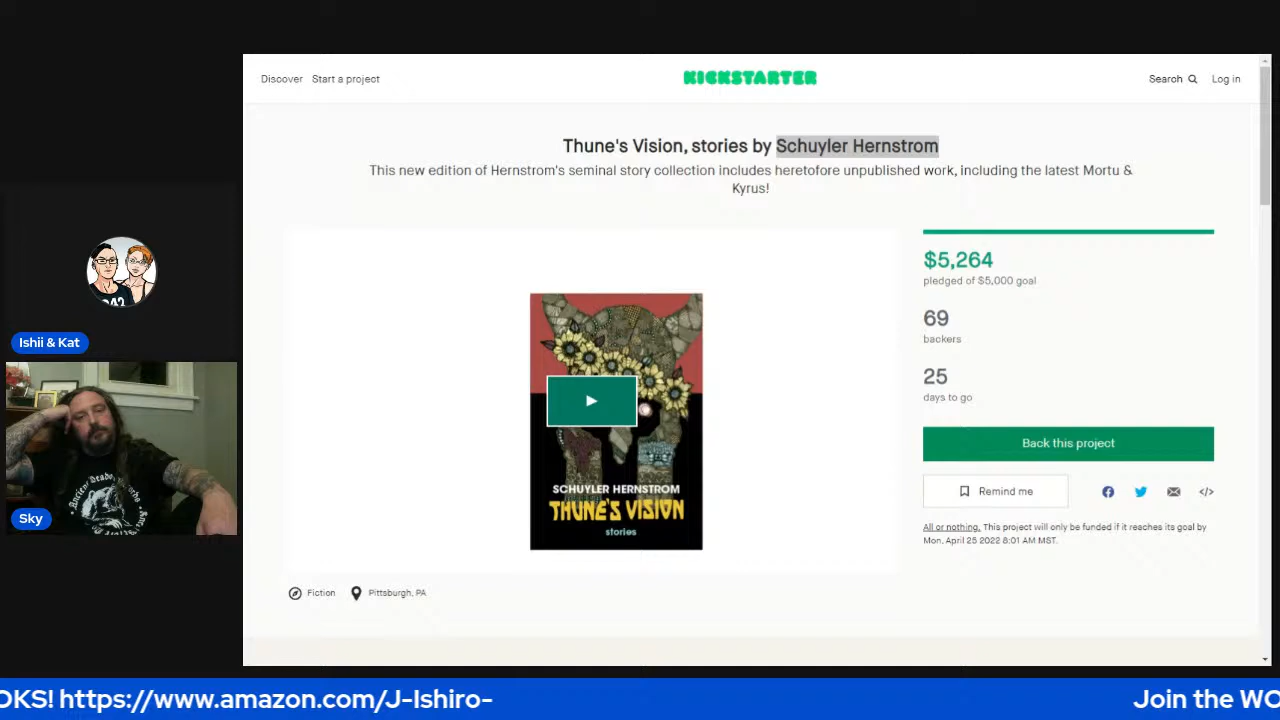 Discover Start a project
KICKSTARTER
Search Log in
Thune's Vision, stories by Schuyler Hernstrom
This new edition of Hernstrom's seminal story collection includes heretofore unpublished work, including the latest Mortu &
Kyrus!
$5,264
pledged of $5,000 goal
69
backers
25
days to go
Back this project
Remind me
All or nothing. This project will only be funded if it reaches its goal by
Mon, April 25 2022 8:01 AM MST.
SCHUYLER HERNSTROM
THUNE'S VISION
stories
Fiction Pittsburgh, PA
Ishii & Kat
Sky
OKS! https://www.amazon.com/J-Ishiro-
Join the WO